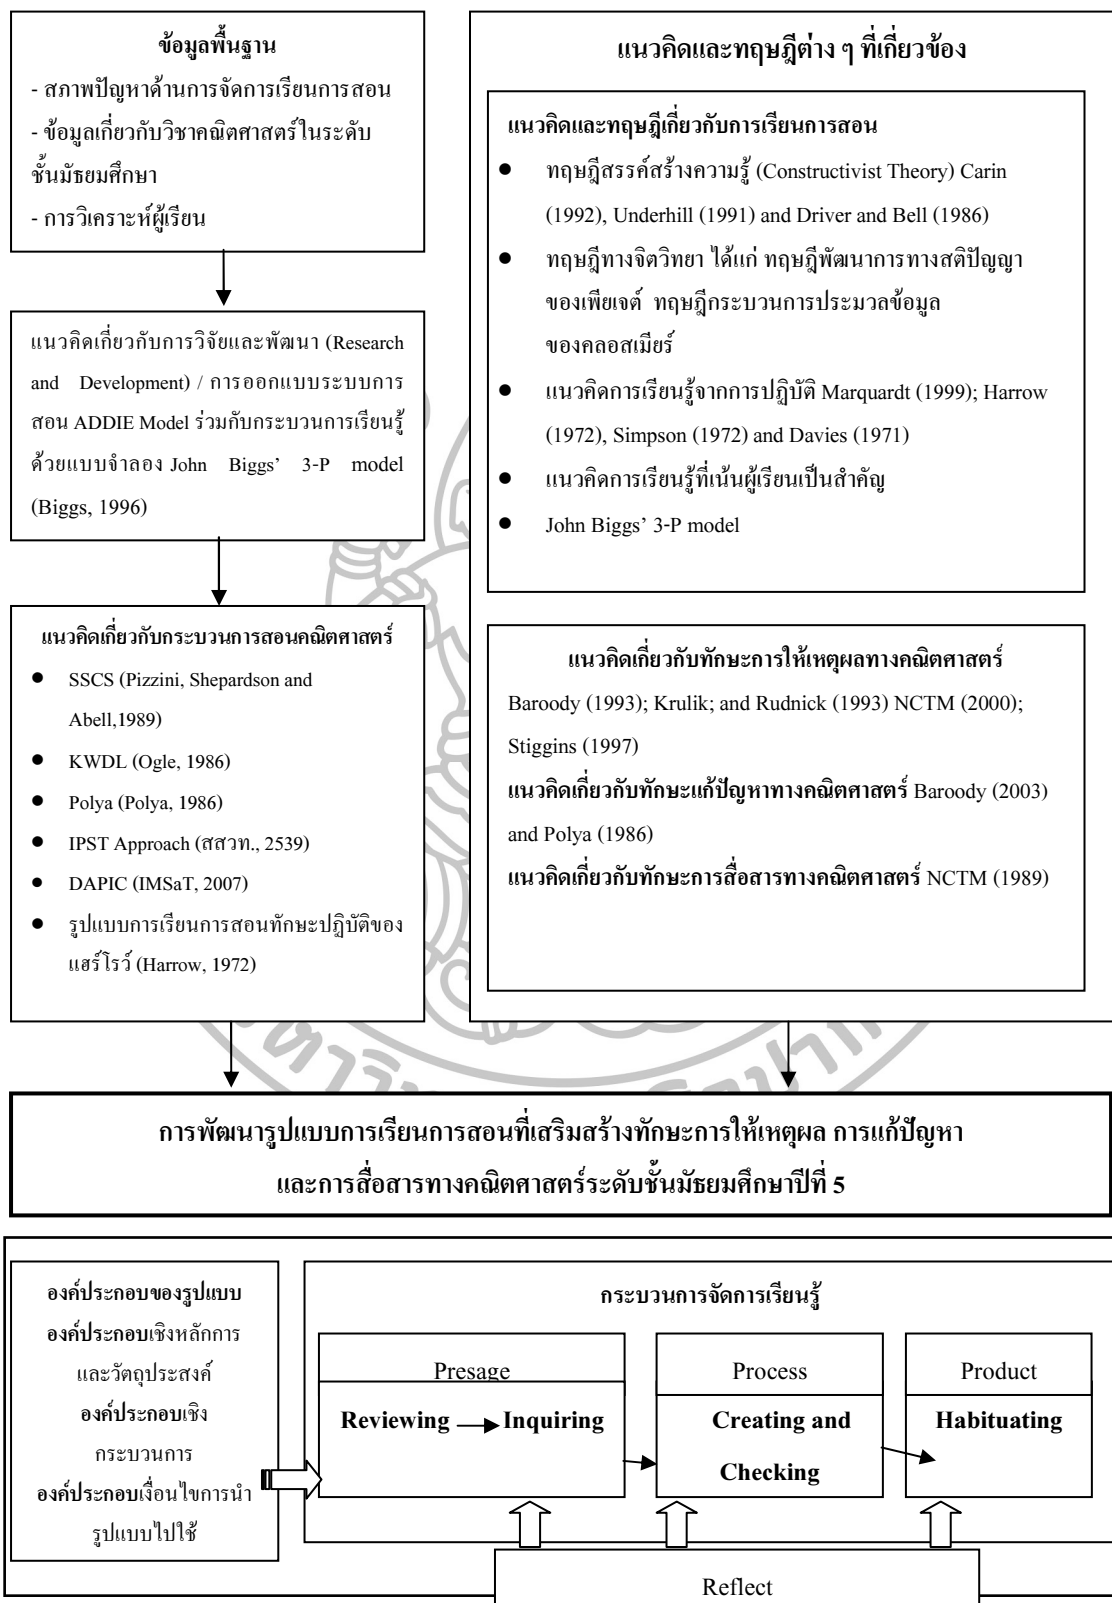 ข้อมูลพื้นฐาน
- สภาพปัญหาด้านการจัดการเรียนการสอน
- ข้อมูลเกี่ยวกับวิชาคณิตศาสตร์ในระดับ
ชั้นมัธยมศึกษา
- การวิเคราะห์ผู้เรียน
แนวคิดเกี่ยวกับการวิจัยและพัฒนา (Research
and Development) / การออกแบบระบบการ
สอน ADDIE Model ร่วมกับกระบวนการเรียนรู้
ด้วยแบบจำลอง John Biggs’ 3-P model
(Biggs, 1996)
แนวคิดเกี่ยวกับกระบวนการสอนคณิตศาสตร์
● SSCS (Pizzini, Shepardson and
Abell,1989)
● KWDL (Ogle, 1986)
● Polya (Polya, 1986)
● IPST Approach (สสวท., 2539)
● DAPIC (IMSaT, 2007)
● รูปแบบการเรียนการสอนทักษะปฏิบัติของ
แฮร์โรว์ (Harrow, 1972)
แนวคิดและทฤษฎีต่าง ๆ ที่เกี่ยวข้อง
แนวคิดและทฤษฎีเกี่ยวกับการเรียนการสอน
● ทฤษฎีสรรค์สร้างความรู้ (Constructivist Theory) Carin
(1992), Underhill (1991) and Driver and Bell (1986)
● ทฤษฎีทางจิตวิทยา ได้แก่ ทฤษฎีพัฒนาการทางสติปัญญา
ของเพียเจต์ ทฤษฎีกระบวนการประมวลข้อมูล
ของคลอสเมียร์
● แนวคิดการเรียนรู้จากการปฏิบัติ Marquardt (1999); Harrow
(1972), Simpson (1972) and Davies (1971)
● แนวคิดการเรียนรู้ที่เน้นผู้เรียนเป็นสำคัญ
● John Biggs’ 3-P model
แนวคิดเกี่ยวกับทักษะการให้เหตุผลทางคณิตศาสตร์
Baroody (1993); Krulik; and Rudnick (1993) NCTM (2000);
Stiggins (1997)
แนวคิดเกี่ยวกับทักษะแก้ปัญหาทางคณิตศาสตร์ Baroody (2003)
and Polya (1986)
แนวคิดเกี่ยวกับทักษะการสื่อสารทางคณิตศาสตร์ NCTM (1989)
การพัฒนารูปแบบการเรียนการสอนที่เสริมสร้างทักษะการให้เหตุผล การแก้ปัญหา
และการสื่อสารทางคณิตศาสตร์ระดับชั้นมัธยมศึกษาปีที่ 5
องค์ประกอบของรูปแบบ
องค์ประกอบเชิงหลักการ
และวัตถุประสงค์
องค์ประกอบเชิง
กระบวนการ
องค์ประกอบเงื่อนไขการนำ
รูปแบบไปใช้
กระบวนการจัดการเรียนรู้
Presage
Reviewing Inquiring
Process
Creating and
Checking
Product
Habituating
Reflect